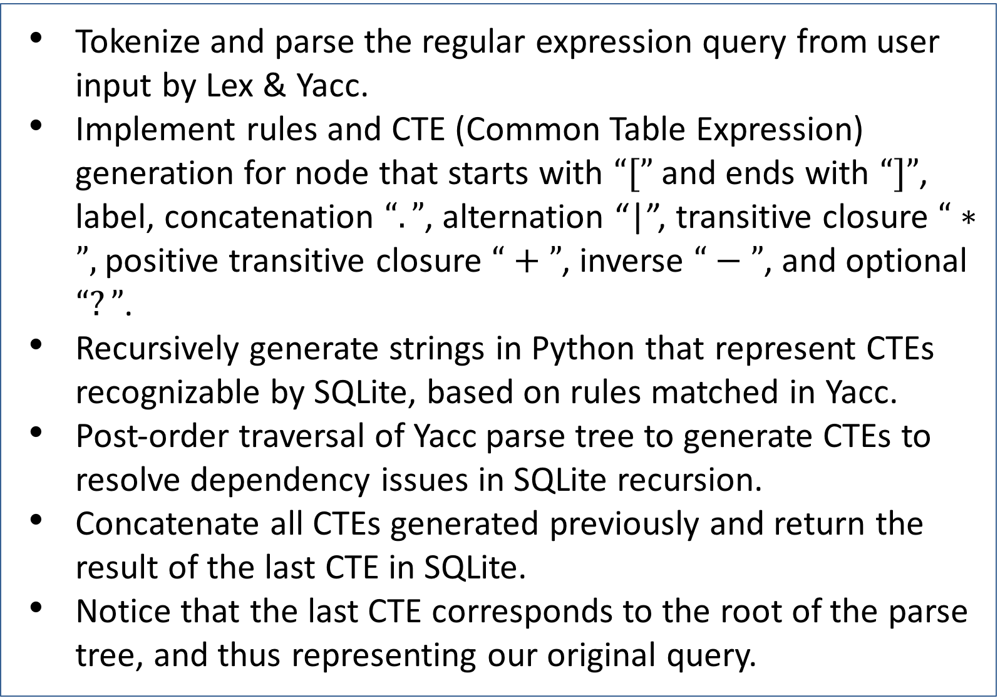 • Tokenize and parse the regular expression query from user
input by Lex & Yacc.
• Implement rules and CTE (Common Table Expression)
generation for node that starts with “[” and ends with “]”,
label, concatenation “. ”, alternation “|”, transitive closure “ ∗
”, positive transitive closure “ + ”, inverse “ − ”, and optional
“? ”.
• Recursively generate strings in Python that represent CTEs
recognizable by SQLite, based on rules matched in Yacc.
• Post-order traversal of Yacc parse tree to generate CTEs to
resolve dependency issues in SQLite recursion.
• Concatenate all CTEs generated previously and return the
result of the last CTE in SQLite.
• Notice that the last CTE corresponds to the root of the parse
tree, and thus representing our original query.